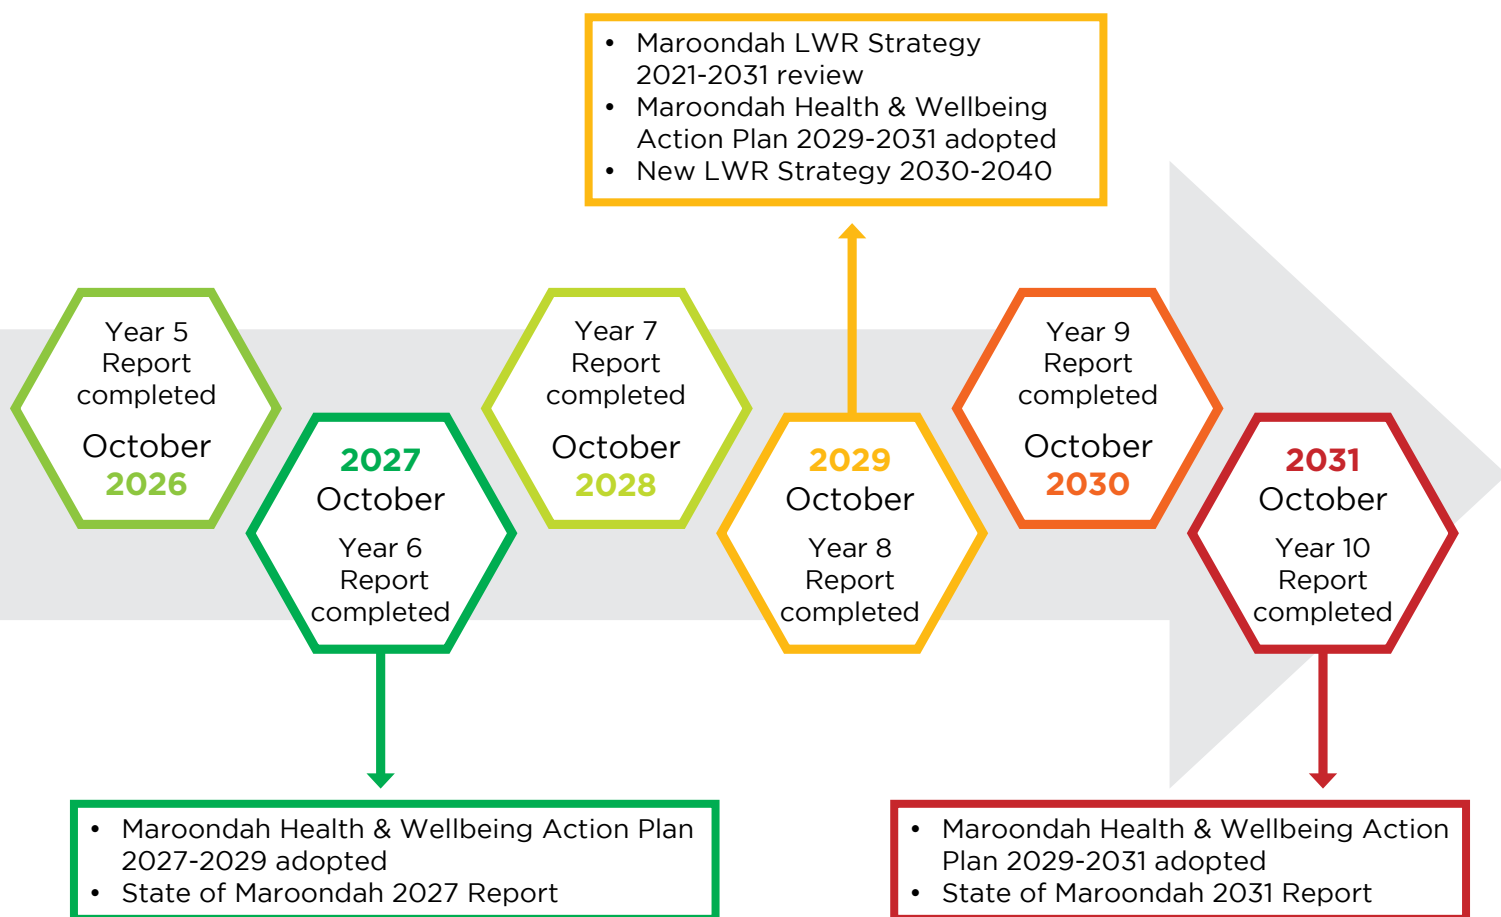 • Maroondah LWR Strategy
2021-2031 review
• Maroondah Health & Wellbeing
Action Plan 2029-2031 adopted
• New LWR Strategy 2030-2040
Year 5
Report
completed
October
2026
2027
October
Year 6
Report
completed
Year 7
Report
completed
October
2028
2029
October
Year 8
Report
completed
Year 9
Report
completed
October
2030
2031
October
Year 10
Report
completed
• Maroondah Health & Wellbeing Action Plan
2027-2029 adopted
• State of Maroondah 2027 Report
• Maroondah Health & Wellbeing Action
Plan 2029-2031 adopted
• State of Maroondah 2031 Report